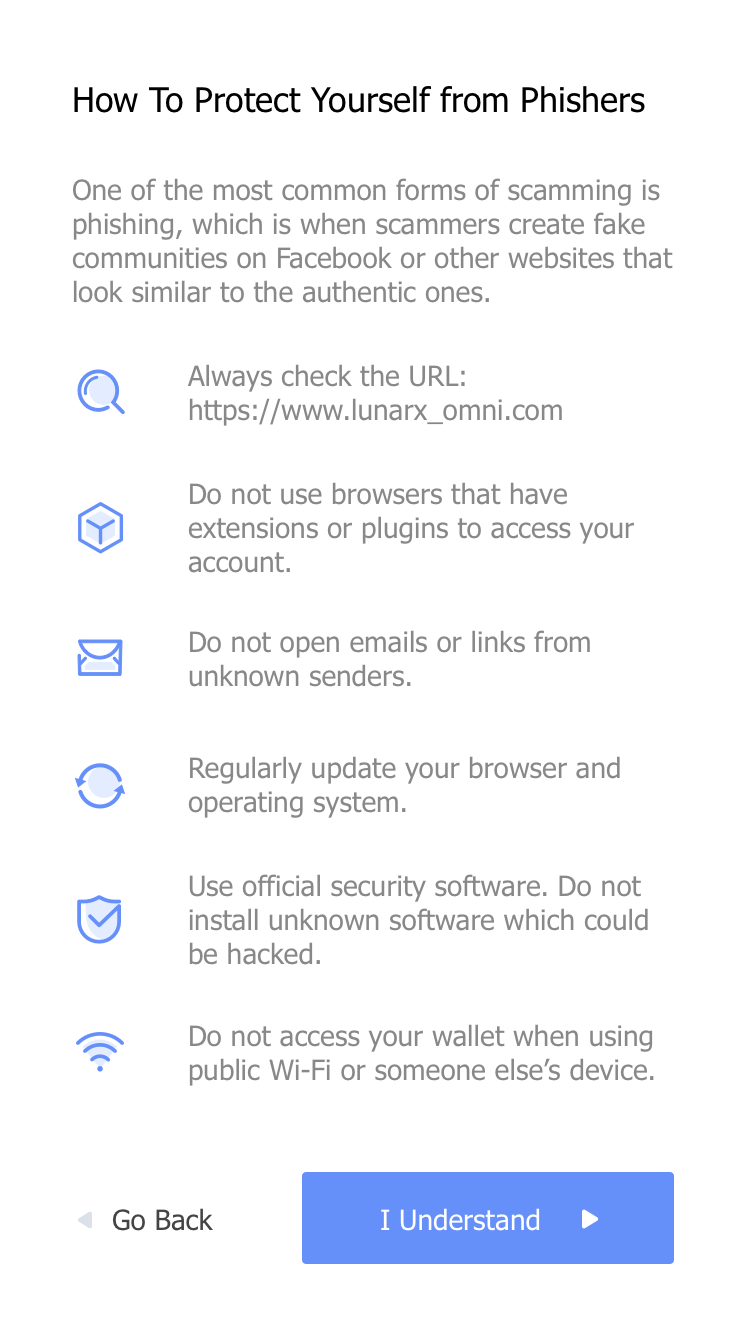 How To Protect Yourself from Phishers
One of the most common forms of scamming is
phishing, which is when scammers create fake
communities on Facebook or other websites that
look similar to the authentic ones.
Always check the URL:
https://www.lunarx_omni.com
Do not use browsers that have
extensions or plugins to access your
account.
Do not open emails or links from
unknown senders.
Regularly update your browser and
operating system.
Use official security software. Do not
install unknown software which could
be hacked.
Do not access your wallet when using
public Wi-Fi or someone else’s device.
Go Back
I Understand